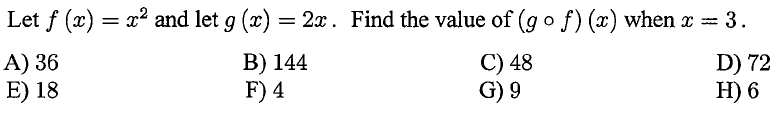 Let f (x) = x² and let g (x) = 2x . Find the value of (g ∘ f) (x) when x = 3 .
A) 36 B) 144 C) 48 D) 72
E) 18 F) 4 G) 9 H) 6